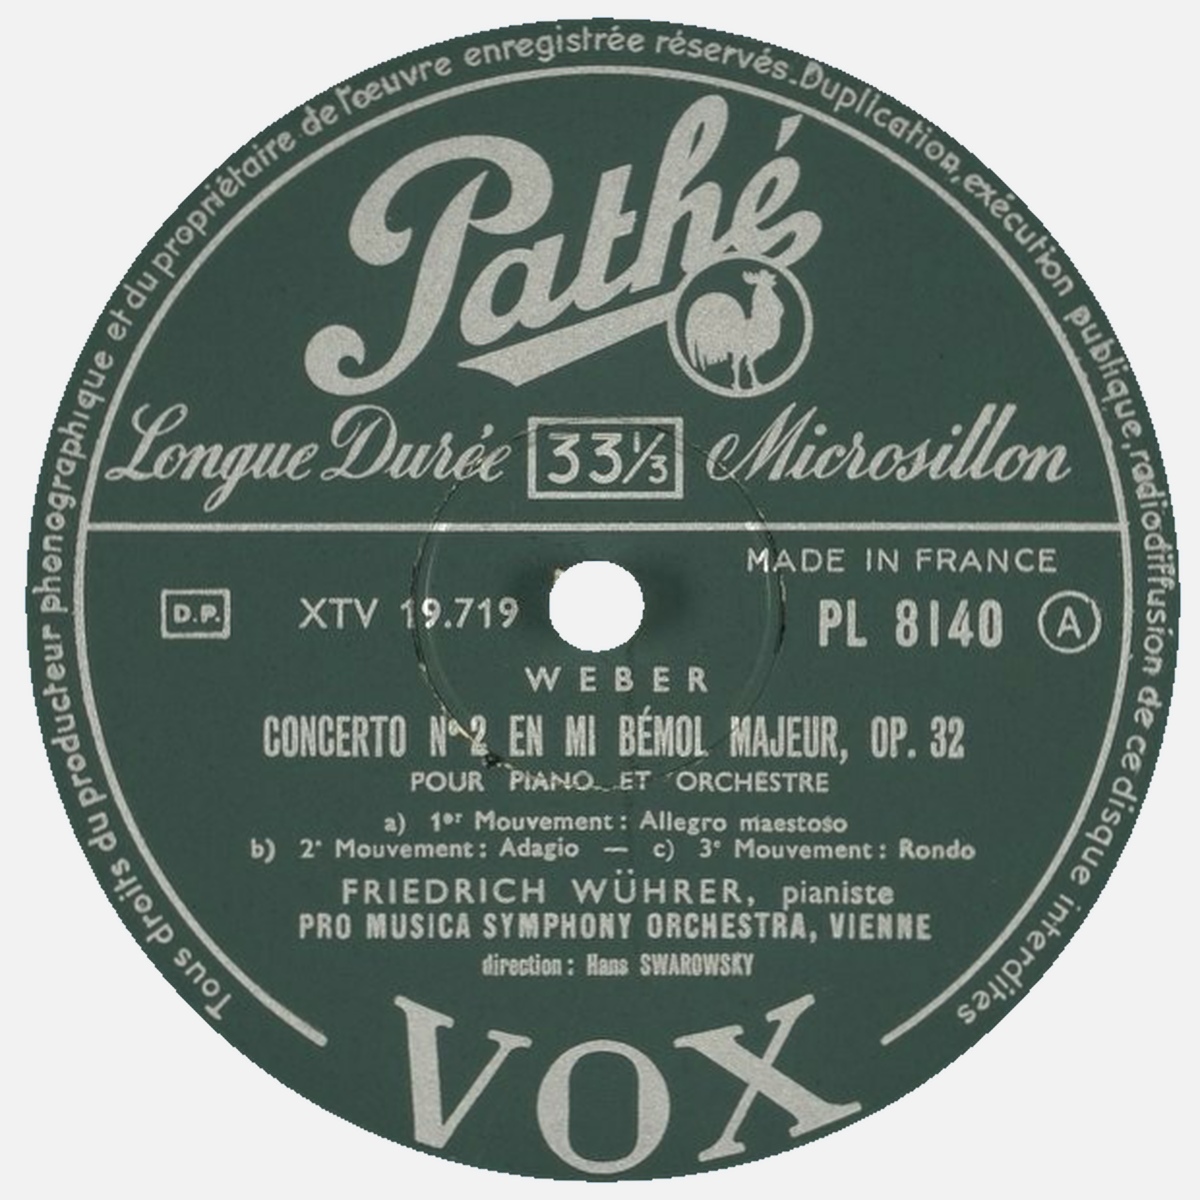 Tous droits du producteur phonographique et du propriétaire de l'œuvre enregistrée réservés. Duplication, exécution publique, radiodiffusion de ce disque interdites
Pathé
Longue Durée 33⅓ Microsillon
MADE IN FRANCE
D.P. XTV 19.719 PL 8140 A
WEBER
CONCERTO N° 2 EN MI BÉMOL MAJEUR, OP. 32
POUR PIANO ET ORCHESTRE
a) 1er Mouvement : Allegro maestoso
b) 2e Mouvement : Adagio — c) 3e Mouvement : Rondo
FRIEDRICH WÜHRER, pianiste
PRO MUSICA SYMPHONY ORCHESTRA, VIENNE
direction : Hans SWAROWSKY
VOX